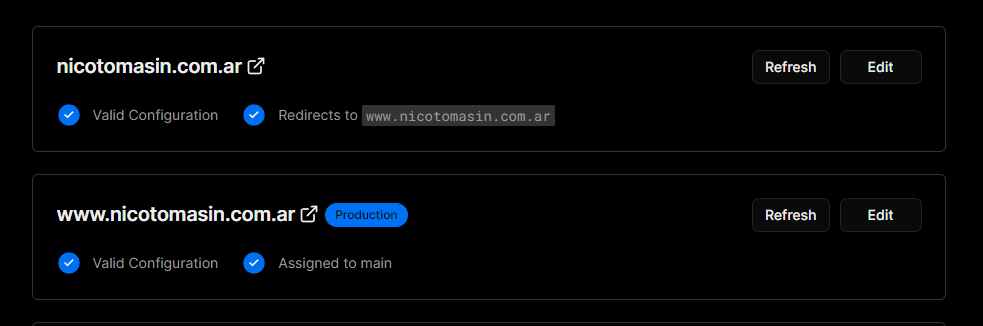 nicotomasin.com.ar
Refresh
Edit
Valid Configuration
Redirects to www.nicotomasin.com.ar
www.nicotomasin.com.ar
Production
Refresh
Edit
Valid Configuration
Assigned to main